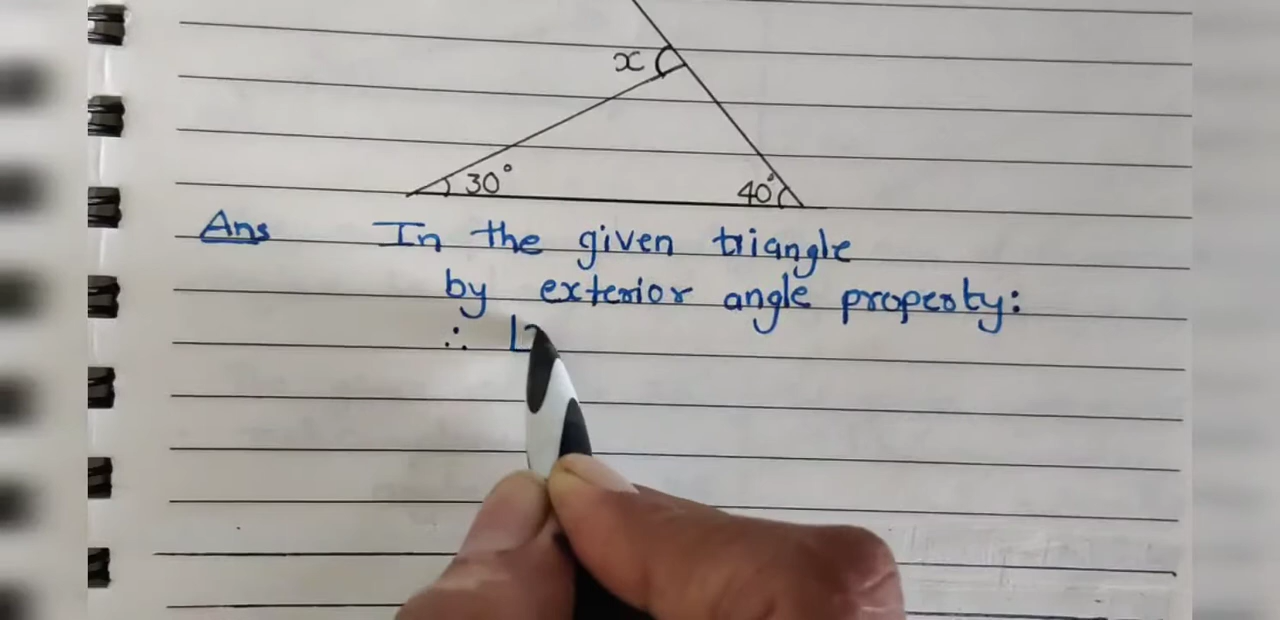 x
30°
40°
Ans In the given triangle
by exterior angle property:
∴ ∠